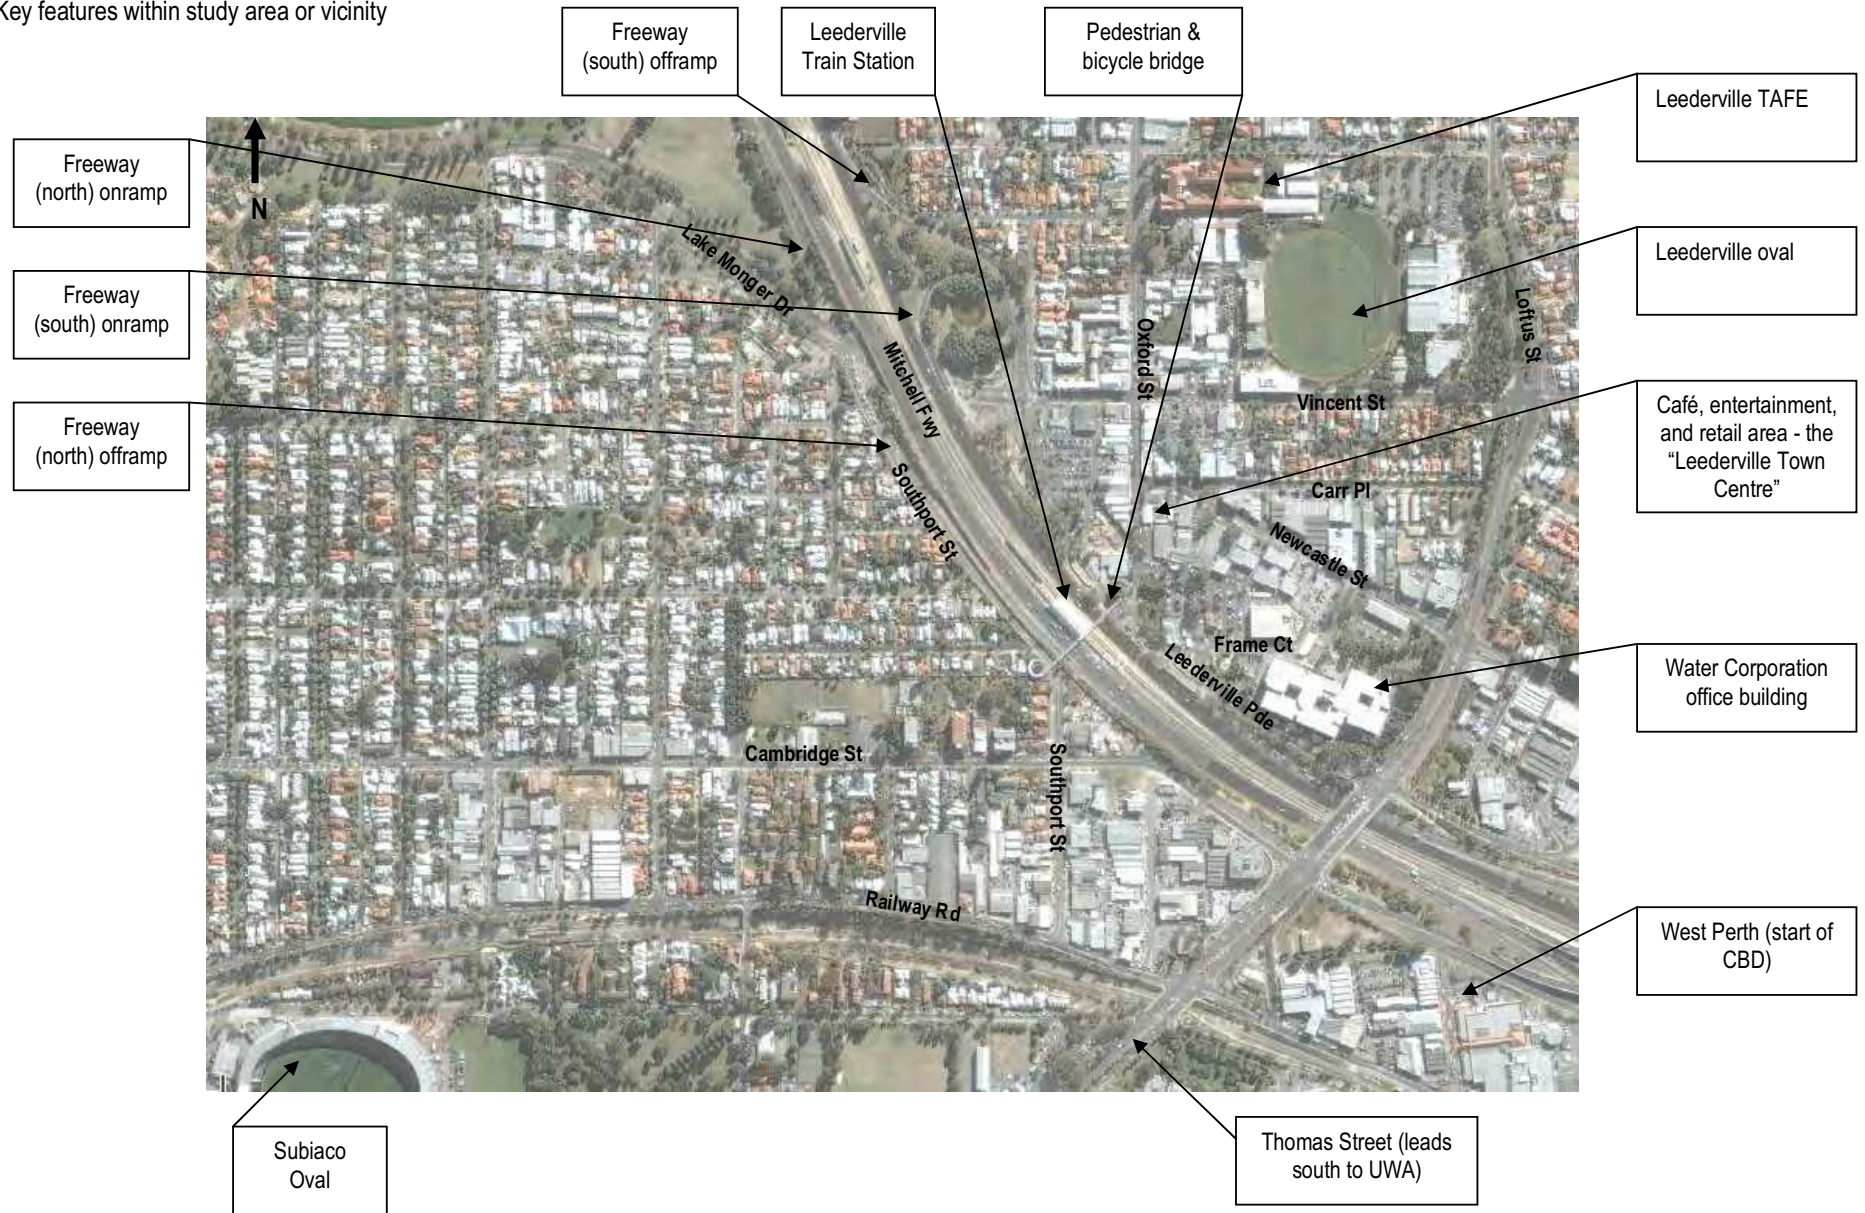 Key features within study area or vicinity
Freeway
(south) offramp
Leederville
Train Station
Pedestrian &
bicycle bridge
Leederville TAFE
Freeway
(north) onramp
N
Leederville oval
Freeway
(south) onramp
Lake Monger Dr
Mitchell Fwy
Oxford St
Loftus St
Vincent St
Café, entertainment,
and retail area - the
“Leederville Town
Centre”
Freeway
(north) offramp
Southport St
Carr Pl
Newcastle St
Frame Ct
Leederville Pde
Water Corporation
office building
Cambridge St
Southport St
Railway Rd
West Perth (start of
CBD)
Subiaco
Oval
Thomas Street (leads
south to UWA)